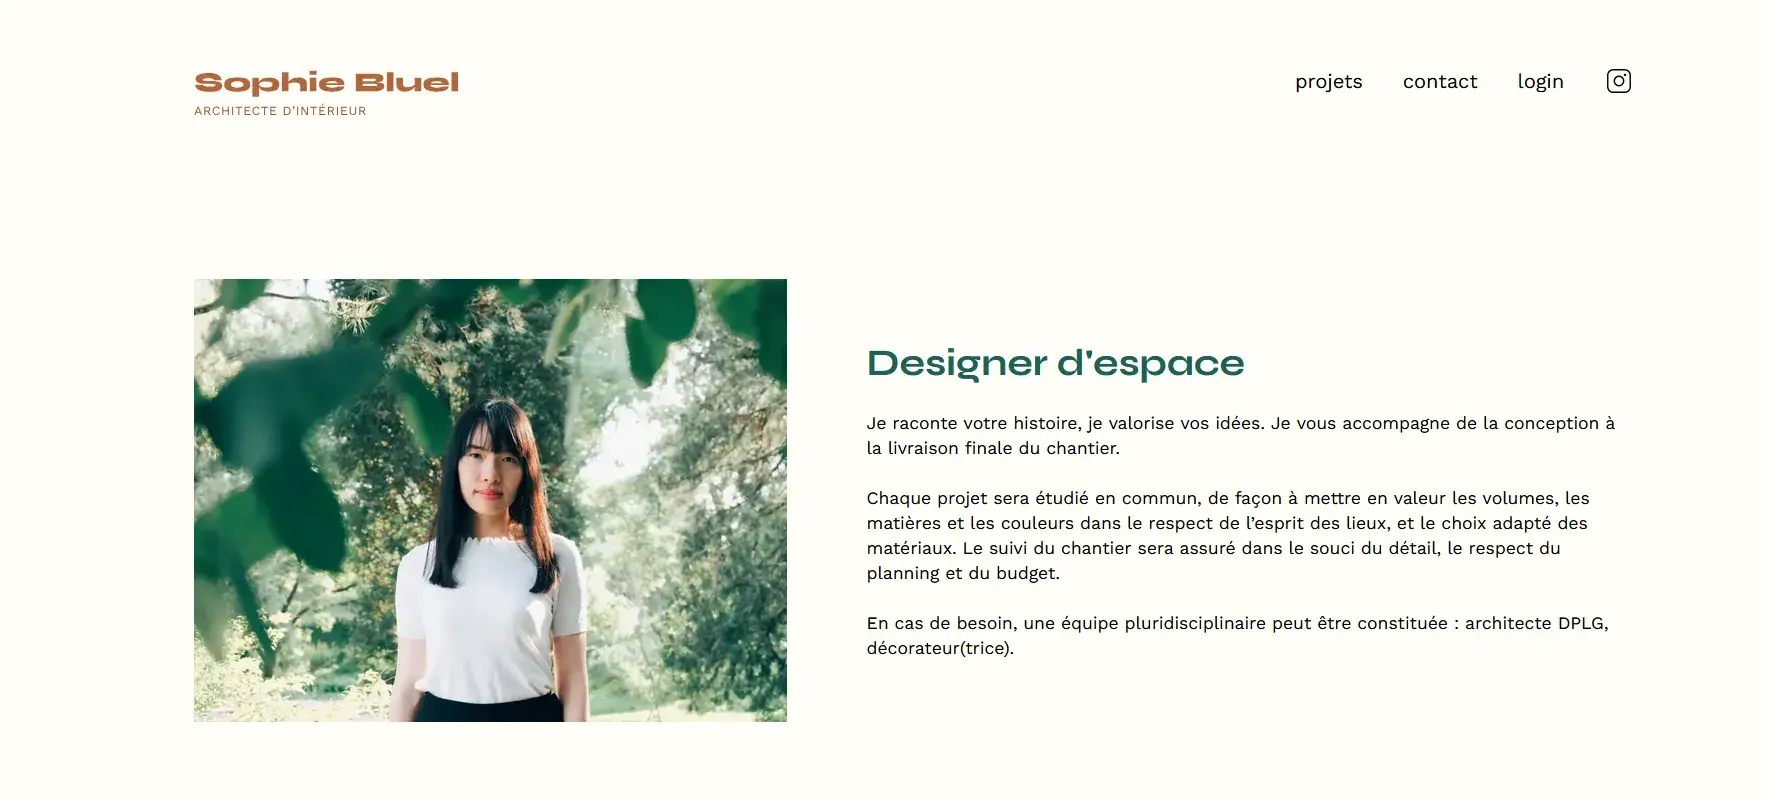 Sophie Bluel
ARCHITECTE D'INTÉRIEUR
projets contact login
Designer d'espace
Je raconte votre histoire, je valorise vos idées. Je vous accompagne de la conception à
la livraison finale du chantier.
Chaque projet sera étudié en commun, de façon à mettre en valeur les volumes, les
matières et les couleurs dans le respect de l’esprit des lieux, et le choix adapté des
matériaux. Le suivi du chantier sera assuré dans le souci du détail, le respect du
planning et du budget.
En cas de besoin, une équipe pluridisciplinaire peut être constituée : architecte DPLG,
décorateur(trice).